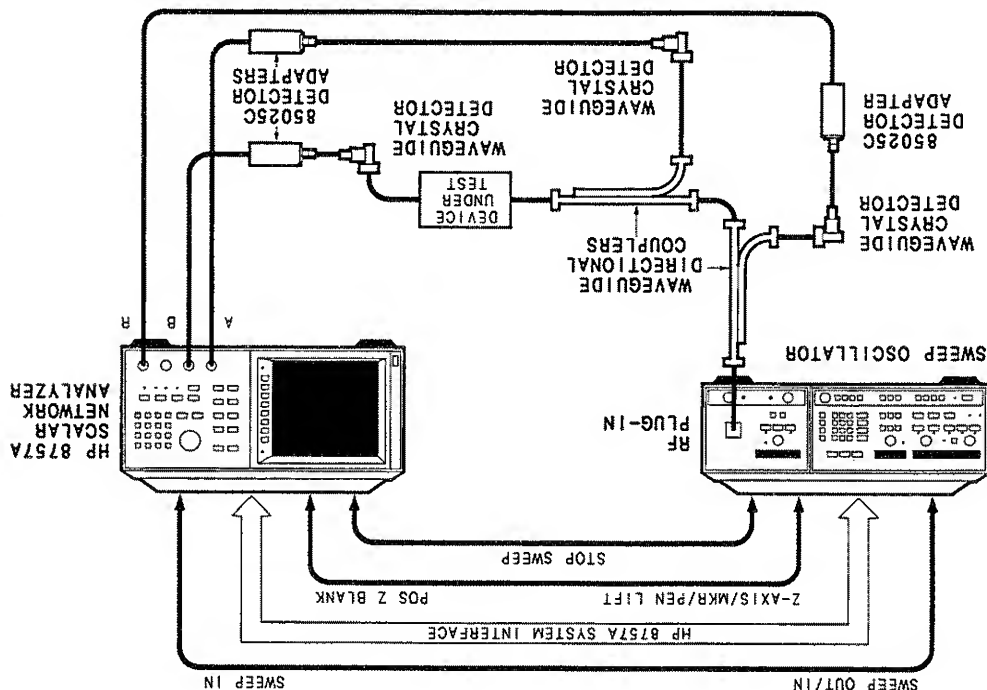 SWEEP OUT/IN
SWEEP IN
HP 8757A SYSTEM INTERFACE
Z-AXIS/MKR/PEN LIFT
POS Z BLANK
STOP SWEEP
RF
PLUG-IN
SWEEP OSCILLATOR
HP 8757A
SCALAR
NETWORK
ANALYZER
A
B
R
WAVEGUIDE
DIRECTIONAL
COUPLERS
WAVEGUIDE
CRYSTAL
DETECTOR
DEVICE
UNDER
TEST
WAVEGUIDE
CRYSTAL
DETECTOR
85025C
DETECTOR
ADAPTER
WAVEGUIDE
CRYSTAL
DETECTOR
85025C
DETECTOR
ADAPTERS